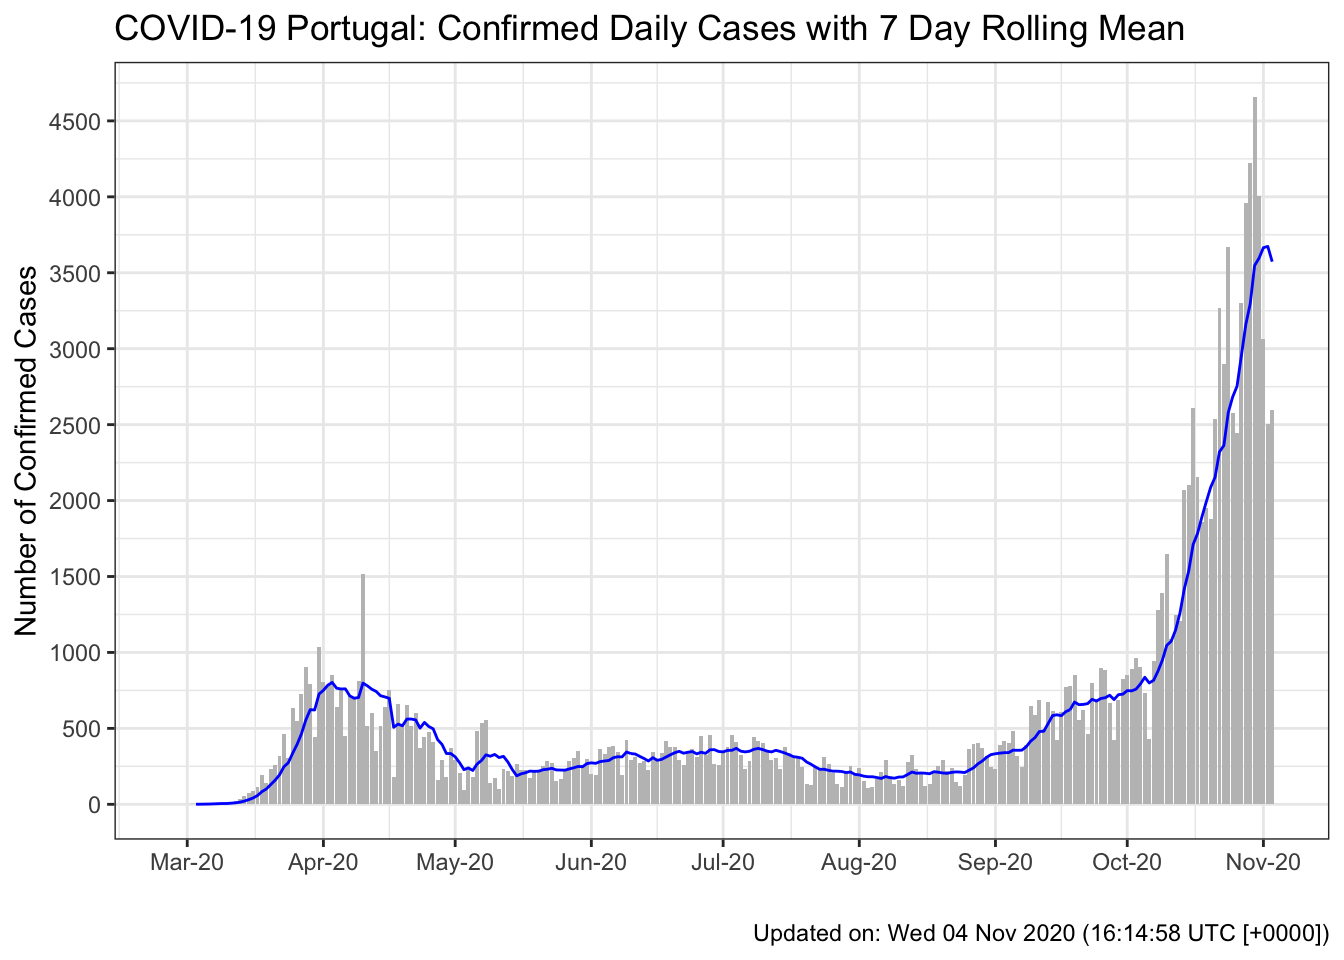 COVID-19 Portugal: Confirmed Daily Cases with 7 Day Rolling Mean
Number of Confirmed Cases
4500
4000
3500
3000
2500
2000
1500
1000
500
0
Mar-20 Apr-20 May-20 Jun-20 Jul-20 Aug-20 Sep-20 Oct-20 Nov-20
Updated on: Wed 04 Nov 2020 (16:14:58 UTC [+0000])